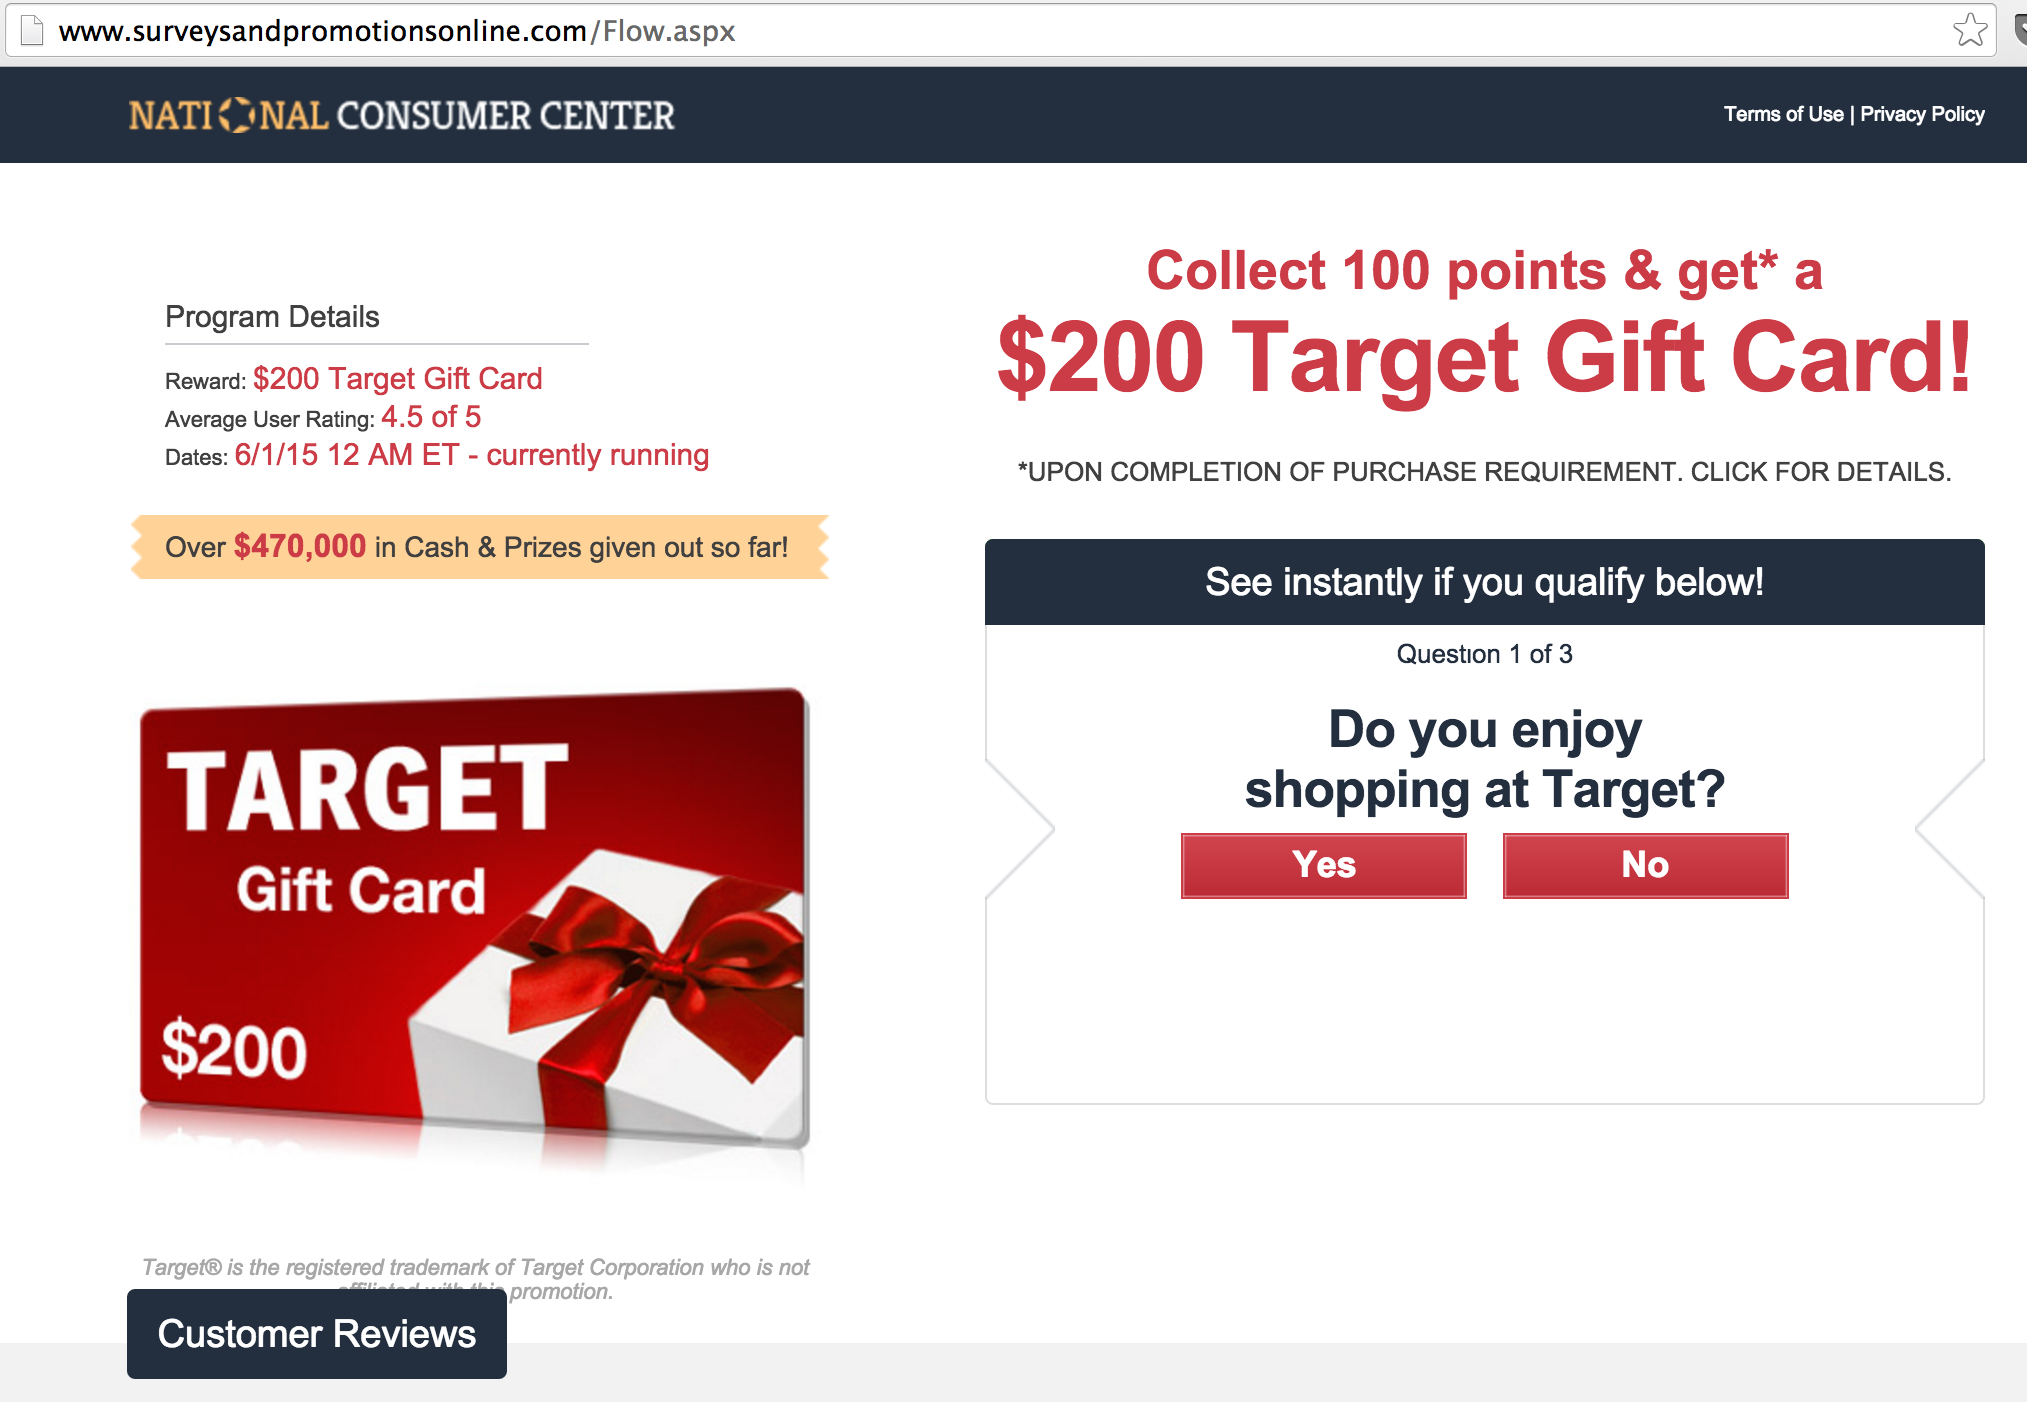 www.surveysandpromotionsonline.com/Flow.aspx
NATIONAL CONSUMER CENTER
Terms of Use | Privacy Policy
Program Details
Reward: $200 Target Gift Card
Average User Rating: 4.5 of 5
Dates: 6/1/15 12 AM ET - currently running
Over $470,000 in Cash & Prizes given out so far!
TARGET
Gift Card
$200
Target® is the registered trademark of Target Corporation who is not
affiliated with this promotion.
Customer Reviews
Collect 100 points & get* a
$200 Target Gift Card!
*UPON COMPLETION OF PURCHASE REQUIREMENT. CLICK FOR DETAILS.
See instantly if you qualify below!
Question 1 of 3
Do you enjoy
shopping at Target?
Yes No